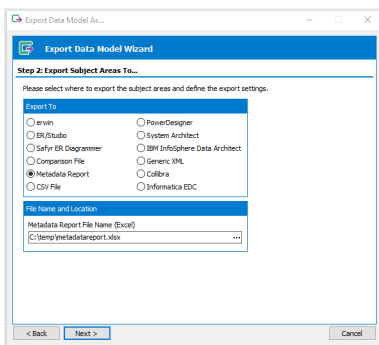 Export Data Model As...
Export Data Model Wizard
Step 2: Export Subject Areas To...
Please select where to export the subject areas and define the export settings.
Export To
erwin
PowerDesigner
ER/Studio
System Architect
Safyr ER Diagrammer
IBM InfoSphere Data Architect
Comparison File
Generic XML
Metadata Report
Collibra
CSV File
Informatica EDC
File Name and Location
Metadata Report File Name (Excel)
C:\temp\metadatareport.xlsx ...
< Back Next > Cancel